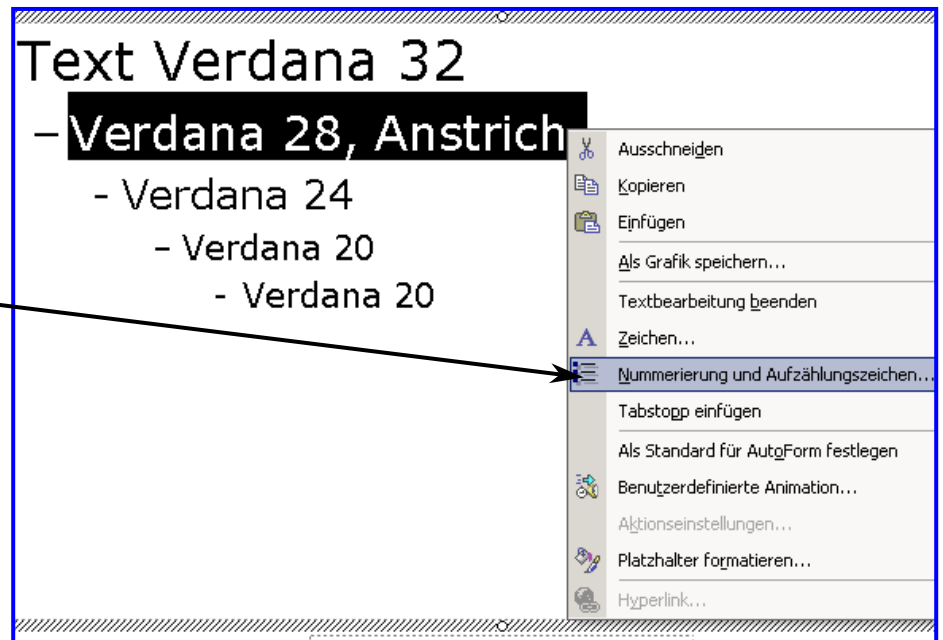 Text Verdana 32
– Verdana 28, Anstrich
- Verdana 24
– Verdana 20
- Verdana 20
Ausschneiden
Kopieren
Einfügen
Als Grafik speichern...
Textbearbeitung beenden
Zeichen...
Nummerierung und Aufzählungszeichen...
Tabstopp einfügen
Als Standard für AutoForm festlegen
Benutzerdefinierte Animation...
Aktionseinstellungen...
Platzhalter formatieren...
Hyperlink...